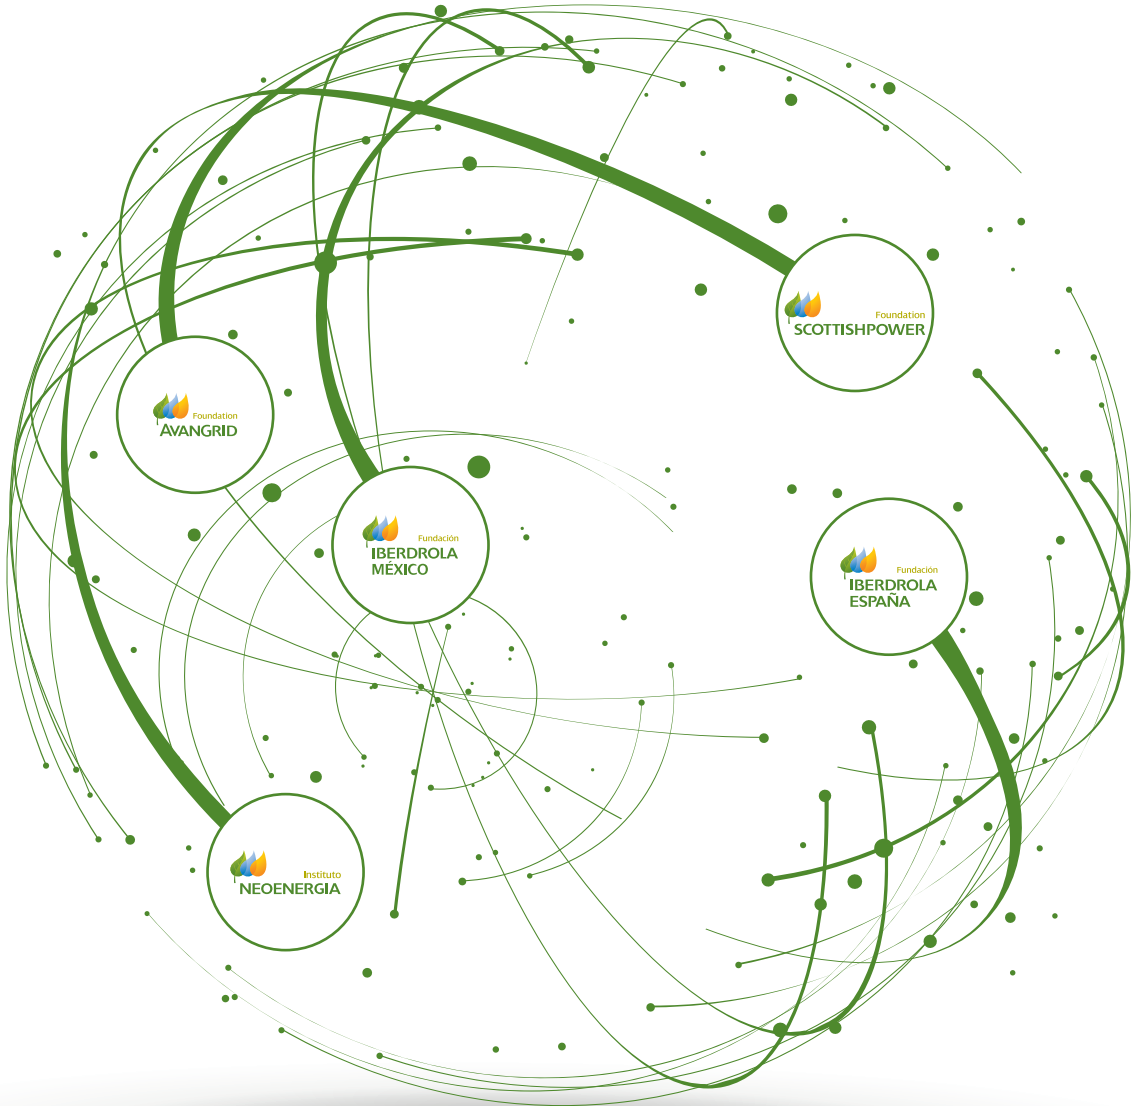 Foundation
SCOTTISHPOWER
Foundation
AVANGRID
Fundación
IBERDROLA
MÉXICO
Fundación
IBERDROLA
ESPAÑA
Instituto
NEOENERGIA